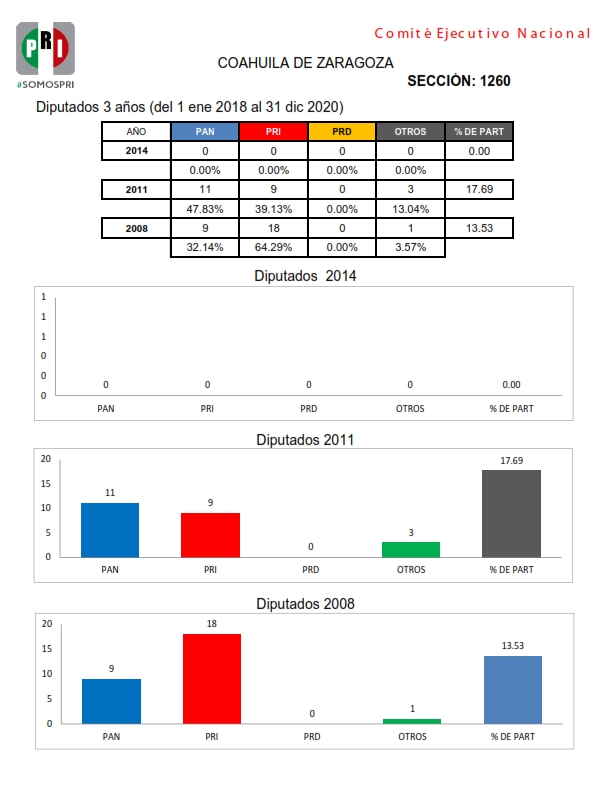 PRI
#SOMOSPRI
Comité Ejecutivo Nacional
COAHUILA DE ZARAGOZA
SECCIÓN: 1260
Diputados 3 años (del 1 ene 2018 al 31 dic 2020)
AÑO PAN PRI PRD OTROS % DE PART
2014 0 0 0 0 0.00
0.00% 0.00% 0.00% 0.00%
2011 11 9 0 3 17.69
47.83% 39.13% 0.00% 13.04%
2008 9 18 0 1 13.53
32.14% 64.29% 0.00% 3.57%
Diputados 2014
1
1
1
0
0
0
0 0 0 0 0.00
PAN PRI PRD OTROS % DE PART
Diputados 2011
20
15
10
5
0
11 9 0 3 17.69
PAN PRI PRD OTROS % DE PART
Diputados 2008
20
15
10
5
0
9 18 0 1 13.53
PAN PRI PRD OTROS % DE PART